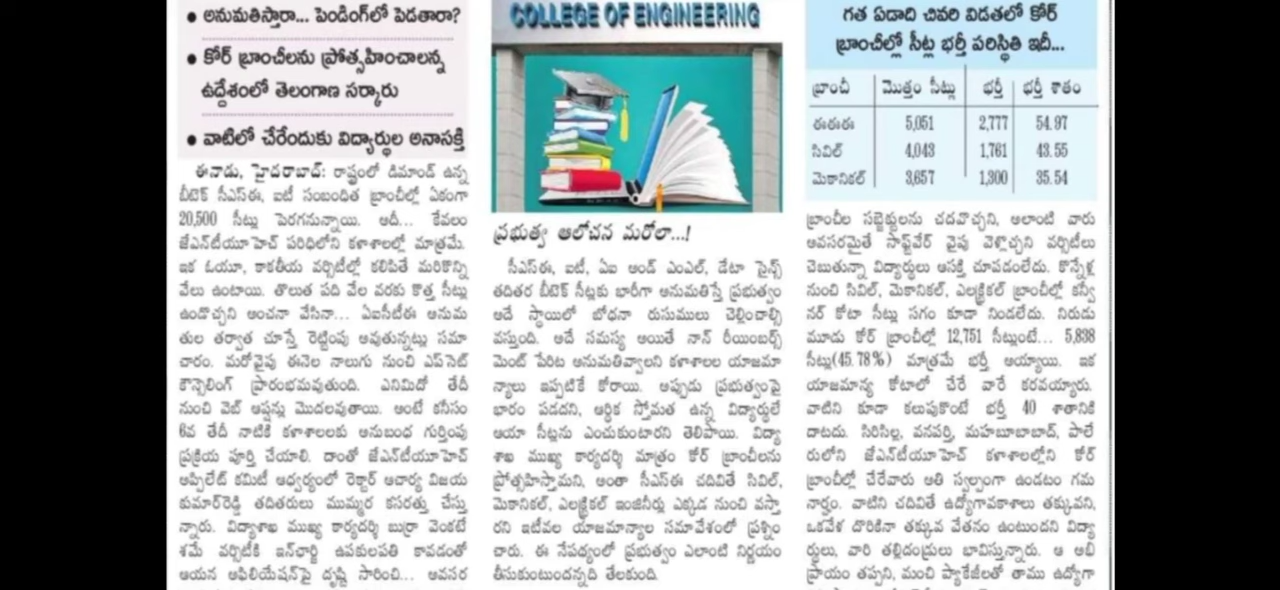 • అనుమతిస్తారా... పెండింగ్‌లో పెడతారా?
• కోర్ బ్రాంచీలను ప్రోత్సహించాలన్న
ఉద్దేశంలో తెలంగాణ సర్కారు
• వాటిలో చేరేందుకు విద్యార్థుల అనాసక్తి
ఈనాడు, హైదరాబాద్: రాష్ట్రంలో డిమాండ్ ఉన్న
బీటెక్ సీఎస్ఈ, ఐటీ సంబంధిత బ్రాంచీల్లో ఏకంగా
20,500 సీట్లు పెరగనున్నాయి. అదీ... కేవలం
జేఎన్‌టీయూహెచ్ పరిధిలోని కళాశాలల్లో మాత్రమే.
ఇక ఓయూ, కాకతీయ వర్సిటీల్లో కలిపితే మరికొన్ని
వేలు ఉంటాయి. తొలుత పది వేల వరకు కొత్త సీట్లు
ఉండొచ్చని అంచనా వేసినా... ఏఐసీటీఈ అనుమ
తుల తర్వాత చూస్తే రెట్టింపు అవుతున్నట్లు సమా
చారం. మరోవైపు ఈనెల నాలుగు నుంచి ఎప్‌సెట్
కౌన్సెలింగ్ ప్రారంభమవుతుంది. ఎనిమిదో తేదీ
నుంచి వెబ్ ఆప్షన్లు మొదలవుతాయి. అంటే కనీసం
6వ తేదీ నాటికి కళాశాలలకు అనుబంధ గుర్తింపు
ప్రక్రియ పూర్తి చేయాలి. దాంతో జేఎన్‌టీయూహెచ్
అప్పిలేట్ కమిటీ ఆధ్వర్యంలో రెక్టార్ ఆచార్య విజయ
కుమార్‌రెడ్డి తదితరులు ముమ్మర కసరత్తు చేస్తు
న్నారు. విద్యాశాఖ ముఖ్య కార్యదర్శి బుర్రా వెంకటే
శమే వర్సిటీకి ఇన్‌ఛార్జి ఉపకులపతి కావడంతో
ఆయన అఫిలియేషన్‌పై దృష్టి సారించి... అవసర
COLLEGE OF ENGINEERING
ప్రభుత్వ ఆలోచన మరోలా...!
సీఎస్ఈ, ఐటీ, ఏఐ అండ్ ఎంఎల్, డేటా సైన్స్
తదితర బీటెక్ సీట్లకు భారీగా అనుమతిస్తే ప్రభుత్వం
అదే స్థాయిలో బోధనా రుసుములు చెల్లించాల్సి
వస్తుంది. అదే సమస్య అయితే నాన్ రీయింబర్స్
మెంట్ పేరిట అనుమతివ్వాలని కళాశాలల యాజమా
న్యాలు ఇప్పటికే కోరాయి. అప్పుడు ప్రభుత్వంపై
భారం పడదని, ఆర్థిక స్తోమత ఉన్న విద్యార్థులే
ఆయా సీట్లను ఎంచుకుంటారని తెలిపాయి. విద్యా
శాఖ ముఖ్య కార్యదర్శి మాత్రం కోర్ బ్రాంచీలను
ప్రోత్సహిస్తామని, అంతా సీఎస్ఈ చదివితే సివిల్,
మెకానికల్, ఎలక్ట్రికల్ ఇంజినీర్లు ఎక్కడ నుంచి వస్తా
రని ఇటీవల యాజమాన్యాల సమావేశంలో ప్రశ్నిం
చారు. ఈ నేపథ్యంలో ప్రభుత్వం ఎలాంటి నిర్ణయం
తీసుకుంటుందన్నది తేలకుంది.
గత ఏడాది చివరి విడతలో కోర్
బ్రాంచీల్లో సీట్ల భర్తీ పరిస్థితి ఇదీ...
బ్రాంచీ మొత్తం సీట్లు భర్తీ భర్తీ శాతం
ఈఈఈ 5,051 2,777 54.97
సివిల్ 4,043 1,761 43.55
మెకానికల్ 3,657 1,300 35.54
బ్రాంచీల సబ్జెక్టులను చదవొచ్చని, అలాంటి వారు
అవసరమైతే సాఫ్ట్‌వేర్ వైపు వెళ్లొచ్చని వర్సిటీలు
చెబుతున్నా విద్యార్థులు ఆసక్తి చూపడంలేదు. కొన్నేళ్ల
నుంచి సివిల్, మెకానికల్, ఎలక్ట్రికల్ బ్రాంచీల్లో కన్వీ
నర్ కోటా సీట్లు సగం కూడా నిండలేదు. నిరుడు
మూడు కోర్ బ్రాంచీల్లో 12,751 సీట్లుంటే... 5,838
సీట్లు(45.78%) మాత్రమే భర్తీ అయ్యాయి. ఇక
యాజమాన్య కోటాలో చేరే వారే కరవయ్యారు.
వాటిని కూడా కలుపుకొంటే భర్తీ 40 శాతానికి
దాటదు. సిరిసిల్ల, వనపర్తి, మహబూబాబాద్, పాలే
రులోని జేఎన్‌టీయూహెచ్ కళాశాలల్లోని కోర్
బ్రాంచీల్లో చేరేవారు అతి స్వల్పంగా ఉండటం గమ
నార్హం. వాటిని చదివితే ఉద్యోగావకాశాలు తక్కువని,
ఒకవేళ దొరికినా తక్కువ వేతనం ఉంటుందని విద్యా
ర్థులు, వారి తల్లిదండ్రులు భావిస్తున్నారు. ఆ అభి
ప్రాయం తప్పని, మంచి ప్యాకేజీలతో తాము ఉద్యోగా